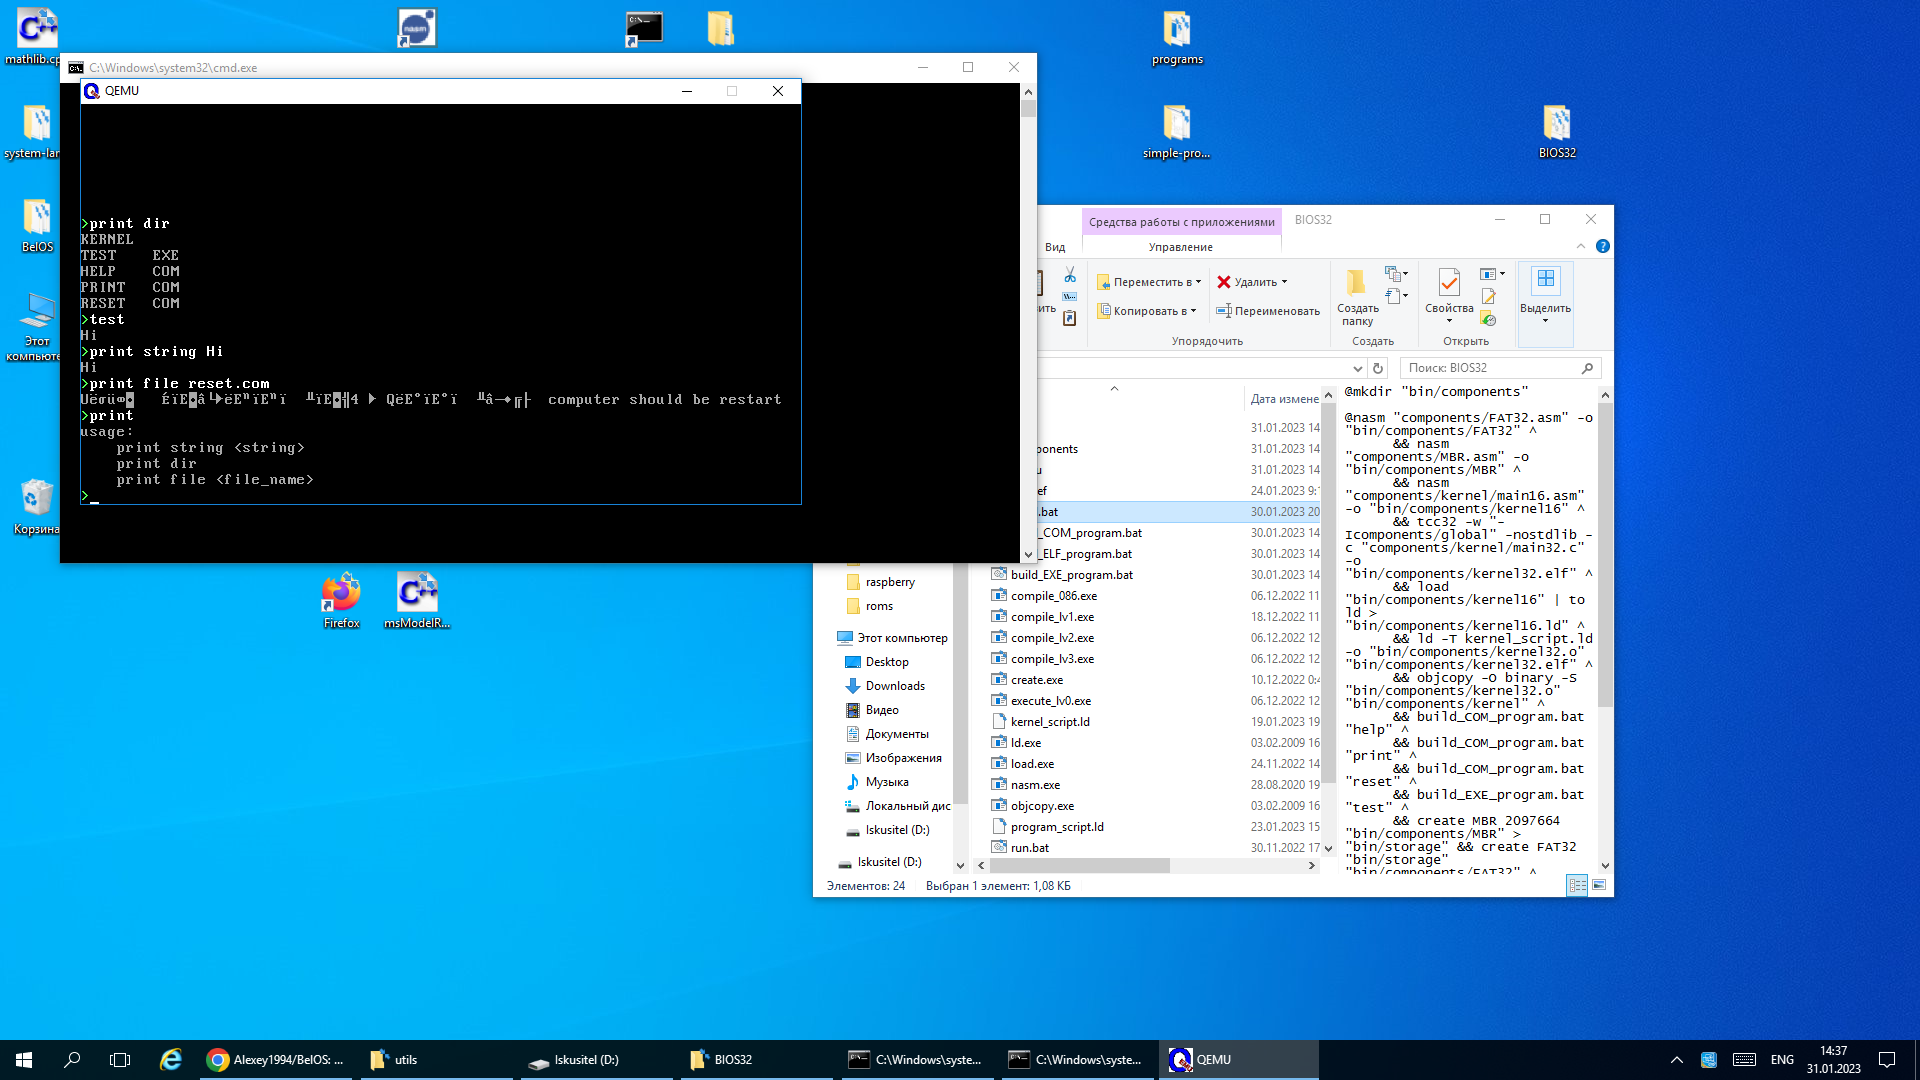 mathlib.cp
system-lan
BelOS
Этот
компьюте
Корзина
nasm
programs
simple-pro...
BIOS32
Firefox
msModelR...
C:\Windows\system32\cmd.exe
QEMU
>print dir
KERNEL
TEST    EXE
HELP    COM
PRINT   COM
RESET   COM
>test
Hi
>print string Hi
Hi
>print file reset.com
computer should be restart
>print
usage:
    print string <string>
    print dir
    print file <file_name>
>_
Средства работы с приложениями
BIOS32
Вид
Управление
Переместить в
Копировать в
Удалить
Переименовать
Упорядочить
Создать
папку
Создать
Свойства
Открыть
Выделить
Поиск: BIOS32
Дата измене
31.01.2023 14
ponents 31.01.2023 14
u 31.01.2023 14
ef 24.01.2023 9:
.bat 30.01.2023 20
_COM_program.bat 30.01.2023 14
_ELF_program.bat 30.01.2023 14
build_EXE_program.bat 30.01.2023 14
compile_086.exe 06.12.2022 11
compile_lv1.exe 18.12.2022 11
compile_lv2.exe 06.12.2022 12
compile_lv3.exe 06.12.2022 12
create.exe 10.12.2022 0:4
execute_lv0.exe 06.12.2022 12
kernel_script.ld 19.01.2023 19
ld.exe 03.02.2009 16
load.exe 24.11.2022 14
nasm.exe 28.08.2020 19
objcopy.exe 03.02.2009 16
program_script.ld 23.01.2023 15
run.bat 30.11.2022 17
raspberry
roms
Этот компьютер
Desktop
Downloads
Видео
Документы
Изображения
Музыка
Локальный дис
Iskusitel (D:)
Iskusitel (D:)
Элементов: 24
Выбран 1 элемент: 1,08 КБ
@mkdir "bin/components"
@nasm "components/FAT32.asm" -o
"bin/components/FAT32" ^
&& nasm
"components/MBR.asm" -o
"bin/components/MBR" ^
&& nasm
"components/kernel/main16.asm"
-o "bin/components/kernel16" ^
&& tcc32 -w "-
Icomponents/global" -nostdlib -
c "components/kernel/main32.c"
-o
"bin/components/kernel32.elf" ^
&& load
"bin/components/kernel16" | to
ld >
"bin/components/kernel16.ld" ^
&& ld -T kernel_script.ld
-o "bin/components/kernel32.o"
"bin/components/kernel32.elf" ^
&& objcopy -O binary -S
"bin/components/kernel32.o"
"bin/components/kernel" ^
&& build_COM_program.bat
"help" ^
&& build_COM_program.bat
"print" ^
&& build_COM_program.bat
"reset" ^
&& build_EXE_program.bat
"test" ^
&& create MBR 2097664
"bin/components/MBR" >
"bin/storage" && create FAT32
"bin/storage"
"bin/components/FAT32" ^
Alexey1994/BelOS: ...
utils
Iskusitel (D:)
BIOS32
C:\Windows\syste...
C:\Windows\syste...
QEMU
ENG
14:37
31.01.2023